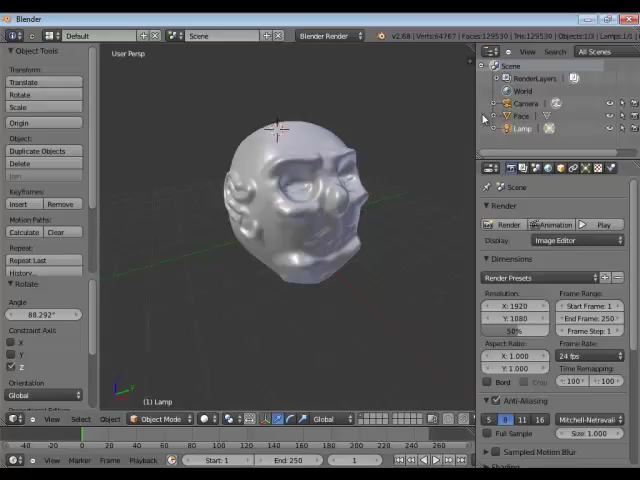 Blender
File Default Scene Blender Render v2.68 | Verts:64767 | Faces:129530 | Tris:129530 | Objects:1/3 | Lamps:1/1
Object Tools
Transform:
Translate
Rotate
Scale
Origin
Object:
Duplicate Objects
Delete
Join
Keyframes:
Insert Remove
Motion Paths:
Calculate Clear
Repeat:
Repeat Last
History...
Rotate
Angle
88.292°
Constraint Axis
X
Y
Z
Orientation
Global
User Persp
(1) Lamp
View Select Object Object Mode Global
View Search All Scenes
Scene
RenderLayers
World
Camera
Face
Lamp
Scene
Render
Render Animation Play
Display: Image Editor
Dimensions
Render Presets
Resolution: Frame Range:
X: 1920 Start Frame: 1
Y: 1080 End Frame: 250
50% Frame Step: 1
Aspect Ratio: Frame Rate:
X: 1.000 24 fps
Y: 1.000 Time Remapping:
Bord Crop : 100 : 100
Anti-Aliasing
5 8 11 16 Mitchell-Netravali
Full Sample Size: 1.000
Sampled Motion Blur
Shading
-40 -20 0 20 40 60 80 100 120 140 160 180 200 220 240 260
View Marker Frame Playback Start: 1 End: 250 1